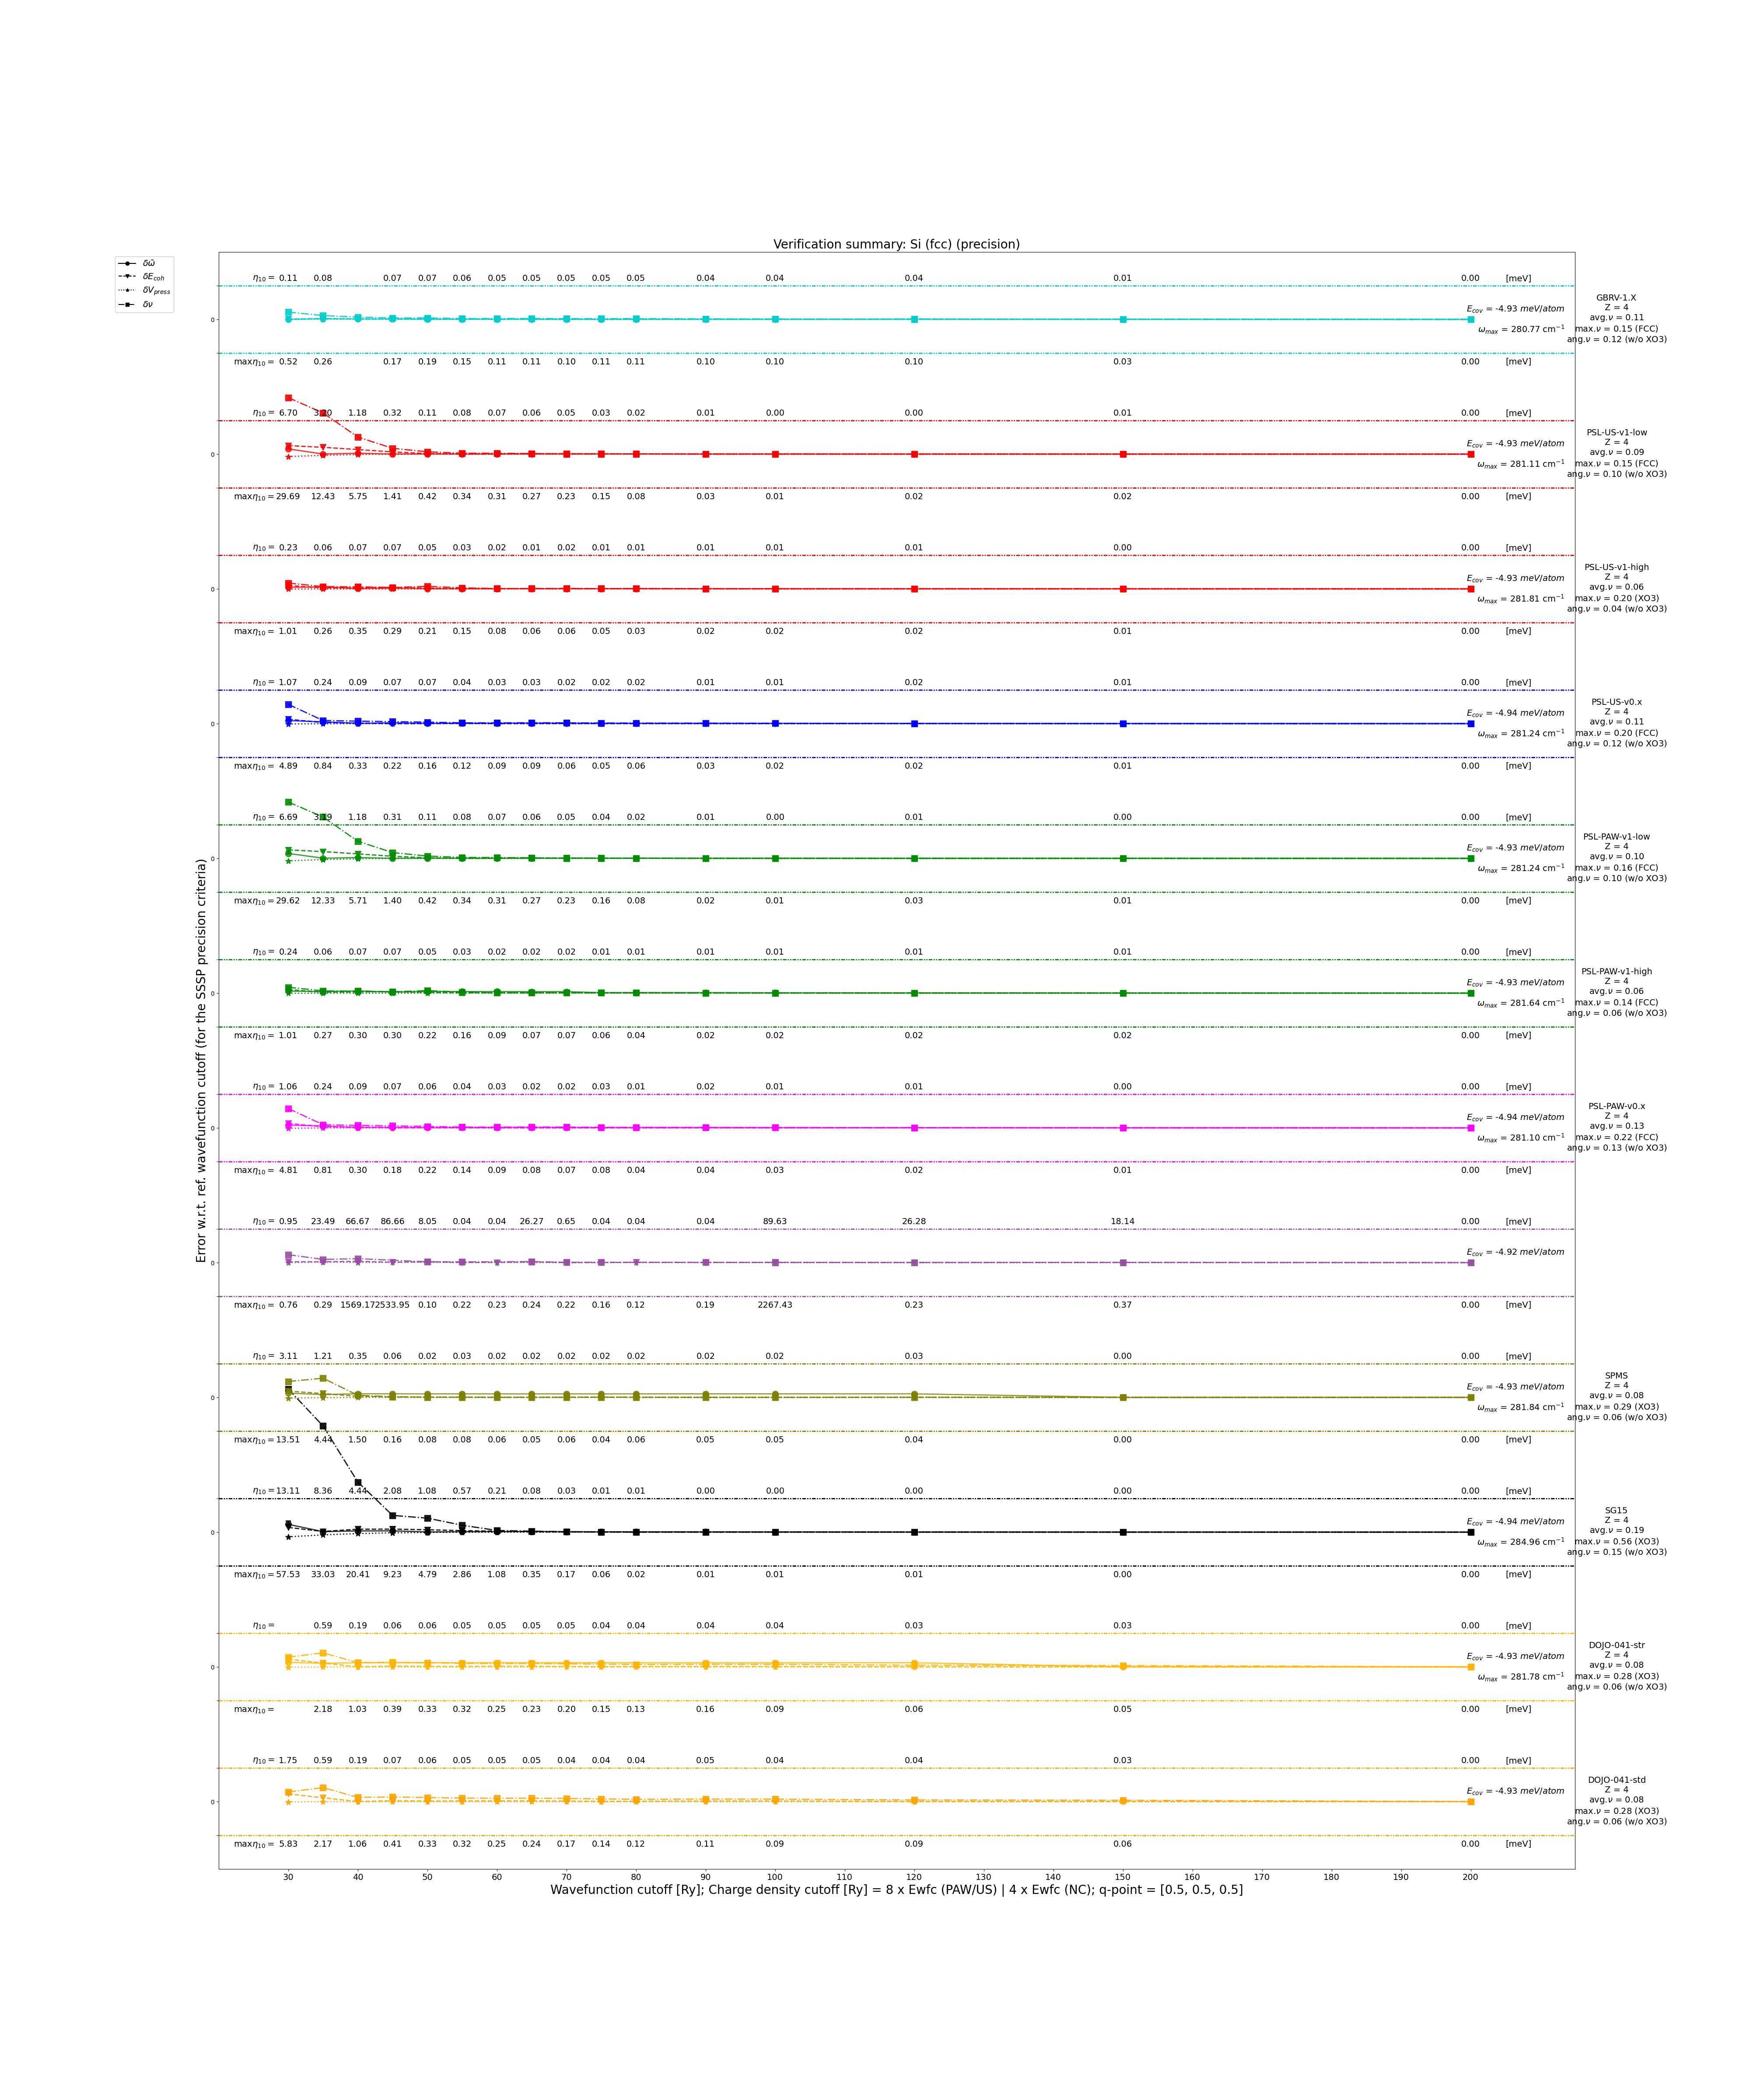 Verification summary: Si (fcc) (precision)
δω̄
δE_coh
δV_press
δν
Error w.r.t. ref. wavefunction cutoff (for the SSSP precision criteria)
η₁₀ = 0.11 0.08 0.07 0.07 0.06 0.05 0.05 0.05 0.05 0.05 0.04 0.04 0.04 0.01 0.00 [meV]
0
E_cov = -4.93 meV/atom
ω_max = 280.77 cm⁻¹
GBRV-1.X
Z = 4
avg.ν = 0.11
max.ν = 0.15 (FCC)
ang.ν = 0.12 (w/o XO3)
maxη₁₀ = 0.52 0.26 0.17 0.19 0.15 0.11 0.11 0.10 0.11 0.11 0.10 0.10 0.10 0.03 0.00 [meV]
η₁₀ = 6.70 3.20 1.18 0.32 0.11 0.08 0.07 0.06 0.05 0.03 0.02 0.01 0.00 0.00 0.01 0.00 [meV]
0
E_cov = -4.93 meV/atom
ω_max = 281.11 cm⁻¹
PSL-US-v1-low
Z = 4
avg.ν = 0.09
max.ν = 0.15 (FCC)
ang.ν = 0.10 (w/o XO3)
maxη₁₀ = 29.69 12.43 5.75 1.41 0.42 0.34 0.31 0.27 0.23 0.15 0.08 0.03 0.01 0.02 0.02 0.00 [meV]
η₁₀ = 0.23 0.06 0.07 0.07 0.05 0.03 0.02 0.01 0.02 0.01 0.01 0.01 0.01 0.01 0.00 0.00 [meV]
0
E_cov = -4.93 meV/atom
ω_max = 281.81 cm⁻¹
PSL-US-v1-high
Z = 4
avg.ν = 0.06
max.ν = 0.20 (XO3)
ang.ν = 0.04 (w/o XO3)
maxη₁₀ = 1.01 0.26 0.35 0.29 0.21 0.15 0.08 0.06 0.06 0.05 0.03 0.02 0.02 0.02 0.01 0.00 [meV]
η₁₀ = 1.07 0.24 0.09 0.07 0.07 0.04 0.03 0.03 0.02 0.02 0.02 0.01 0.01 0.02 0.01 0.00 [meV]
0
E_cov = -4.94 meV/atom
ω_max = 281.24 cm⁻¹
PSL-US-v0.x
Z = 4
avg.ν = 0.11
max.ν = 0.20 (FCC)
ang.ν = 0.12 (w/o XO3)
maxη₁₀ = 4.89 0.84 0.33 0.22 0.16 0.12 0.09 0.09 0.06 0.05 0.06 0.03 0.02 0.02 0.01 0.00 [meV]
η₁₀ = 6.69 1.18 0.31 0.11 0.08 0.07 0.06 0.05 0.04 0.02 0.01 0.00 0.01 0.00 0.00 [meV]
0
E_cov = -4.93 meV/atom
ω_max = 281.24 cm⁻¹
PSL-PAW-v1-low
Z = 4
avg.ν = 0.10
max.ν = 0.16 (FCC)
ang.ν = 0.10 (w/o XO3)
maxη₁₀ = 29.62 12.33 5.71 1.40 0.42 0.34 0.31 0.27 0.23 0.16 0.08 0.02 0.01 0.03 0.01 0.00 [meV]
η₁₀ = 0.24 0.06 0.07 0.07 0.05 0.03 0.02 0.02 0.02 0.01 0.01 0.01 0.01 0.01 0.01 0.00 [meV]
0
E_cov = -4.93 meV/atom
ω_max = 281.64 cm⁻¹
PSL-PAW-v1-high
Z = 4
avg.ν = 0.06
max.ν = 0.14 (FCC)
ang.ν = 0.06 (w/o XO3)
maxη₁₀ = 1.01 0.27 0.30 0.30 0.22 0.16 0.09 0.07 0.07 0.06 0.04 0.02 0.02 0.02 0.02 0.00 [meV]
η₁₀ = 1.06 0.24 0.09 0.07 0.06 0.04 0.03 0.02 0.02 0.03 0.01 0.02 0.01 0.01 0.00 0.00 [meV]
0
E_cov = -4.94 meV/atom
ω_max = 281.10 cm⁻¹
PSL-PAW-v0.x
Z = 4
avg.ν = 0.13
max.ν = 0.22 (FCC)
ang.ν = 0.13 (w/o XO3)
maxη₁₀ = 4.81 0.81 0.30 0.18 0.22 0.14 0.09 0.08 0.07 0.08 0.04 0.04 0.03 0.02 0.01 0.00 [meV]
η₁₀ = 0.95 23.49 66.67 86.66 8.05 0.04 0.04 26.27 0.65 0.04 0.04 0.04 89.63 26.28 18.14 0.00 [meV]
0
E_cov = -4.92 meV/atom
maxη₁₀ = 0.76 0.29 1569.17 2533.95 0.10 0.22 0.23 0.24 0.22 0.16 0.12 0.19 2267.43 0.23 0.37 0.00 [meV]
η₁₀ = 3.11 1.21 0.35 0.06 0.02 0.03 0.02 0.02 0.02 0.02 0.02 0.02 0.02 0.03 0.00 0.00 [meV]
0
E_cov = -4.93 meV/atom
ω_max = 281.84 cm⁻¹
SPMS
Z = 4
avg.ν = 0.08
max.ν = 0.29 (XO3)
ang.ν = 0.06 (w/o XO3)
maxη₁₀ = 13.51 4.44 1.50 0.16 0.08 0.08 0.06 0.05 0.06 0.04 0.06 0.05 0.05 0.04 0.00 0.00 [meV]
η₁₀ = 13.11 8.36 4.44 2.08 1.08 0.57 0.21 0.08 0.03 0.01 0.01 0.00 0.00 0.00 0.00 0.00 [meV]
0
E_cov = -4.94 meV/atom
ω_max = 284.96 cm⁻¹
SG15
Z = 4
avg.ν = 0.19
max.ν = 0.56 (XO3)
ang.ν = 0.15 (w/o XO3)
maxη₁₀ = 57.53 33.03 20.41 9.23 4.79 2.86 1.08 0.35 0.17 0.06 0.02 0.01 0.01 0.01 0.00 0.00 [meV]
η₁₀ = 0.59 0.19 0.06 0.06 0.05 0.05 0.05 0.05 0.04 0.04 0.04 0.04 0.03 0.03 0.00 [meV]
0
E_cov = -4.93 meV/atom
ω_max = 281.78 cm⁻¹
DOJO-041-str
Z = 4
avg.ν = 0.08
max.ν = 0.28 (XO3)
ang.ν = 0.06 (w/o XO3)
maxη₁₀ = 2.18 1.03 0.39 0.33 0.32 0.25 0.23 0.20 0.15 0.13 0.16 0.09 0.06 0.05 0.00 [meV]
η₁₀ = 1.75 0.59 0.19 0.07 0.06 0.05 0.05 0.05 0.04 0.04 0.04 0.05 0.04 0.04 0.03 0.00 [meV]
0
E_cov = -4.93 meV/atom
DOJO-041-std
Z = 4
avg.ν = 0.08
max.ν = 0.28 (XO3)
ang.ν = 0.06 (w/o XO3)
maxη₁₀ = 5.83 2.17 1.06 0.41 0.33 0.32 0.25 0.24 0.17 0.14 0.12 0.11 0.09 0.09 0.06 0.00 [meV]
30 40 50 60 70 80 90 100 110 120 130 140 150 160 170 180 190 200
Wavefunction cutoff [Ry]; Charge density cutoff [Ry] = 8 x Ewfc (PAW/US) | 4 x Ewfc (NC); q-point = [0.5, 0.5, 0.5]